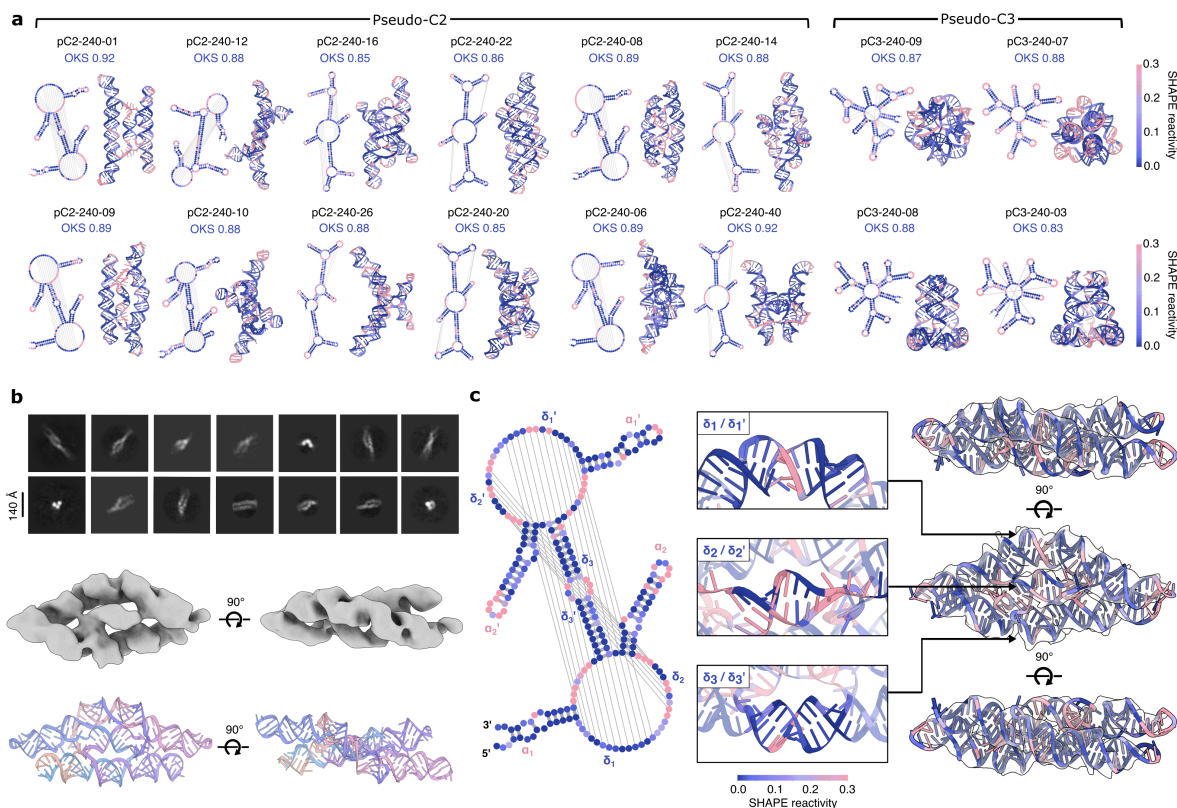 a
Pseudo-C2
Pseudo-C3
pC2-240-01 pC2-240-12 pC2-240-16 pC2-240-22 pC2-240-08 pC2-240-14 pC3-240-09 pC3-240-07
OKS 0.92 OKS 0.88 OKS 0.85 OKS 0.86 OKS 0.89 OKS 0.88 OKS 0.87 OKS 0.88
0.3
0.2
0.1
0.0
SHAPE reactivity
pC2-240-09 pC2-240-10 pC2-240-26 pC2-240-20 pC2-240-06 pC2-240-40 pC3-240-08 pC3-240-03
OKS 0.89 OKS 0.88 OKS 0.88 OKS 0.85 OKS 0.89 OKS 0.92 OKS 0.88 OKS 0.83
0.3
0.2
0.1
0.0
SHAPE reactivity
b
140 Å
90°
90°
c
δ1'
α1'
δ2'
δ3
α2
α2'
δ3'
δ2
3'
5'
α1
δ1
δ1 / δ1'
δ2 / δ2'
δ3 / δ3'
90°
90°
0.0 0.1 0.2 0.3
SHAPE reactivity